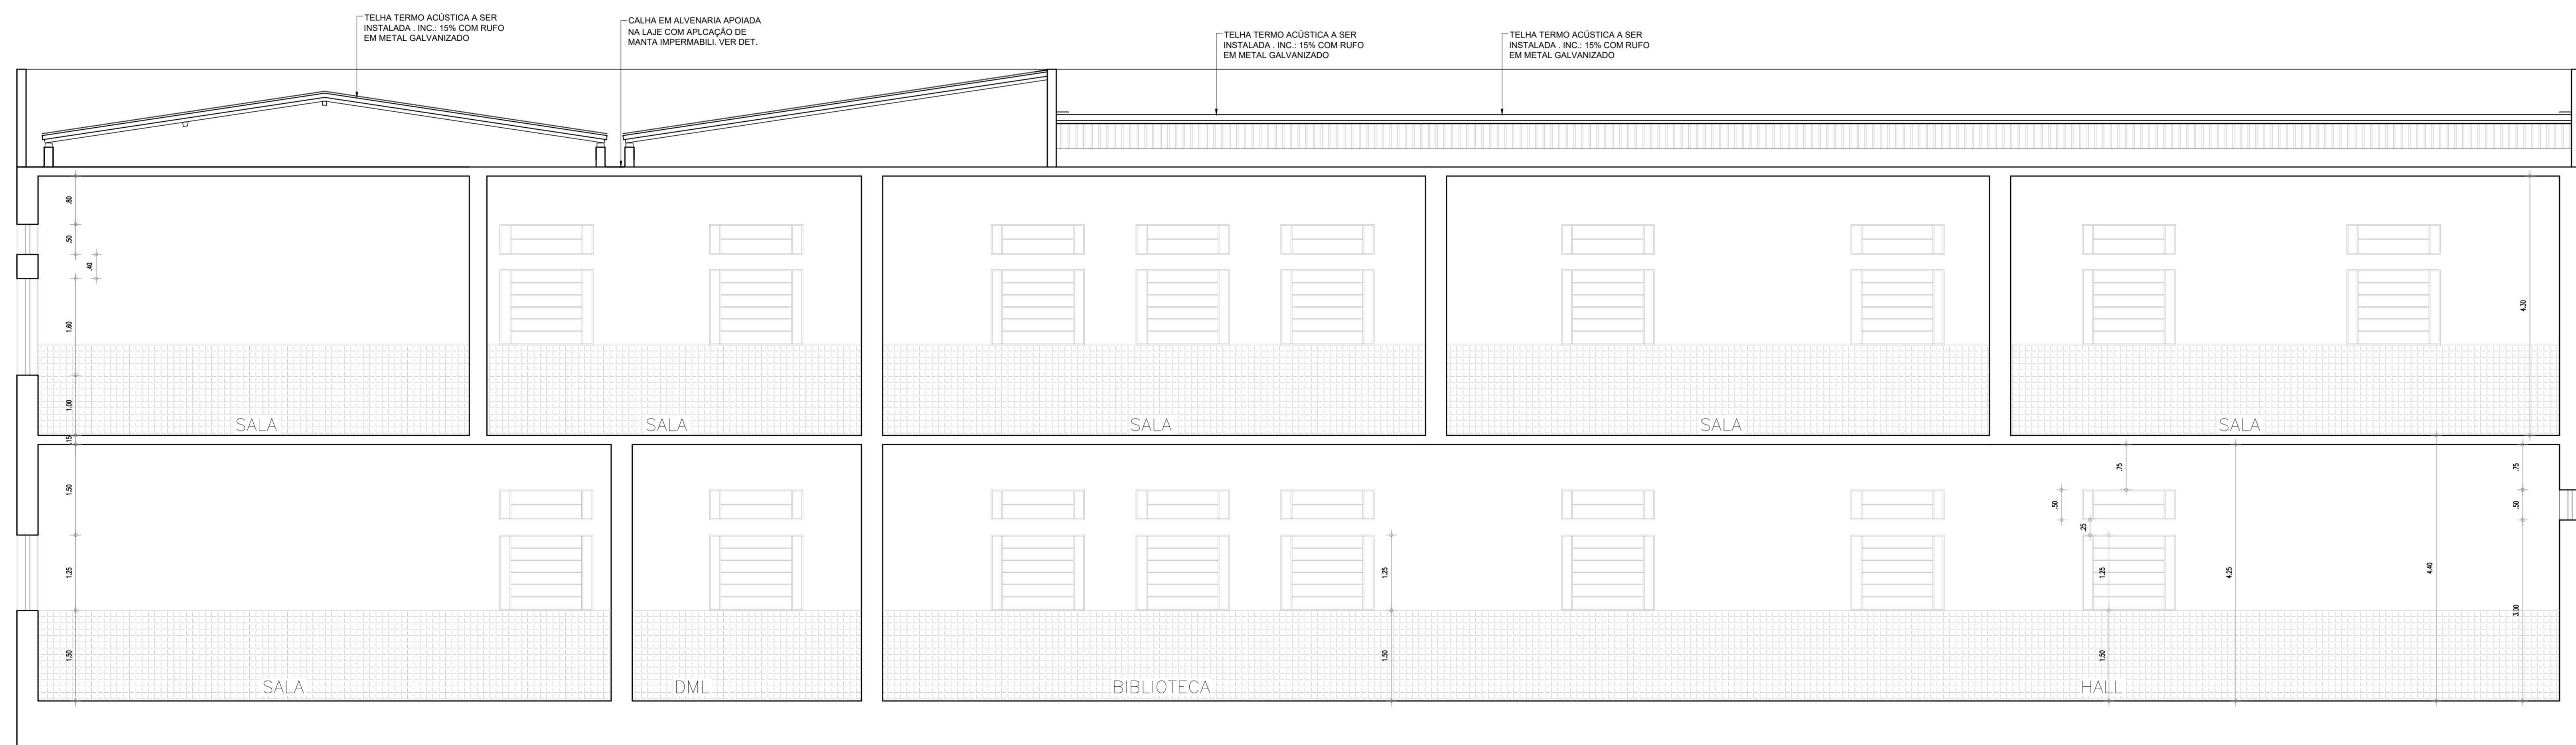 TELHA TERMO ACÚSTICA A SER
INSTALADA . INC.: 15% COM RUFO
EM METAL GALVANIZADO
CALHA EM ALVENARIA APOIADA
NA LAJE COM APLCAÇÃO DE
MANTA IMPERMABILI. VER DET.
TELHA TERMO ACÚSTICA A SER
INSTALADA . INC.: 15% COM RUFO
EM METAL GALVANIZADO
TELHA TERMO ACÚSTICA A SER
INSTALADA . INC.: 15% COM RUFO
EM METAL GALVANIZADO
.80
.50
.40
1.60
1.00
.15
4.30
SALA
SALA
SALA
SALA
SALA
1.50
1.25
1.50
1.25
1.50
.75
.50
.25
1.25
1.50
4.25
4.40
.75
.50
3.00
SALA
DML
BIBLIOTECA
HALL